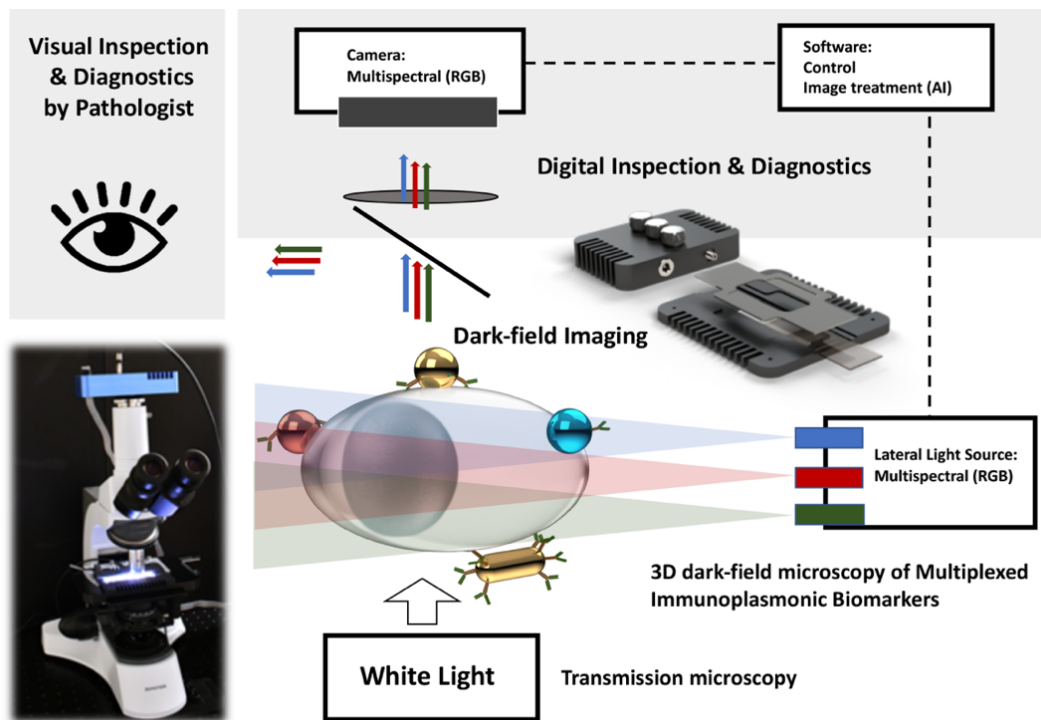 Visual Inspection
& Diagnostics
by Pathologist
Camera:
Multispectral (RGB)
Software:
Control
Image treatment (AI)
Digital Inspection & Diagnostics
Dark-field Imaging
Lateral Light Source:
Multispectral (RGB)
3D dark-field microscopy of Multiplexed
Immunoplasmonic Biomarkers
White Light
Transmission microscopy